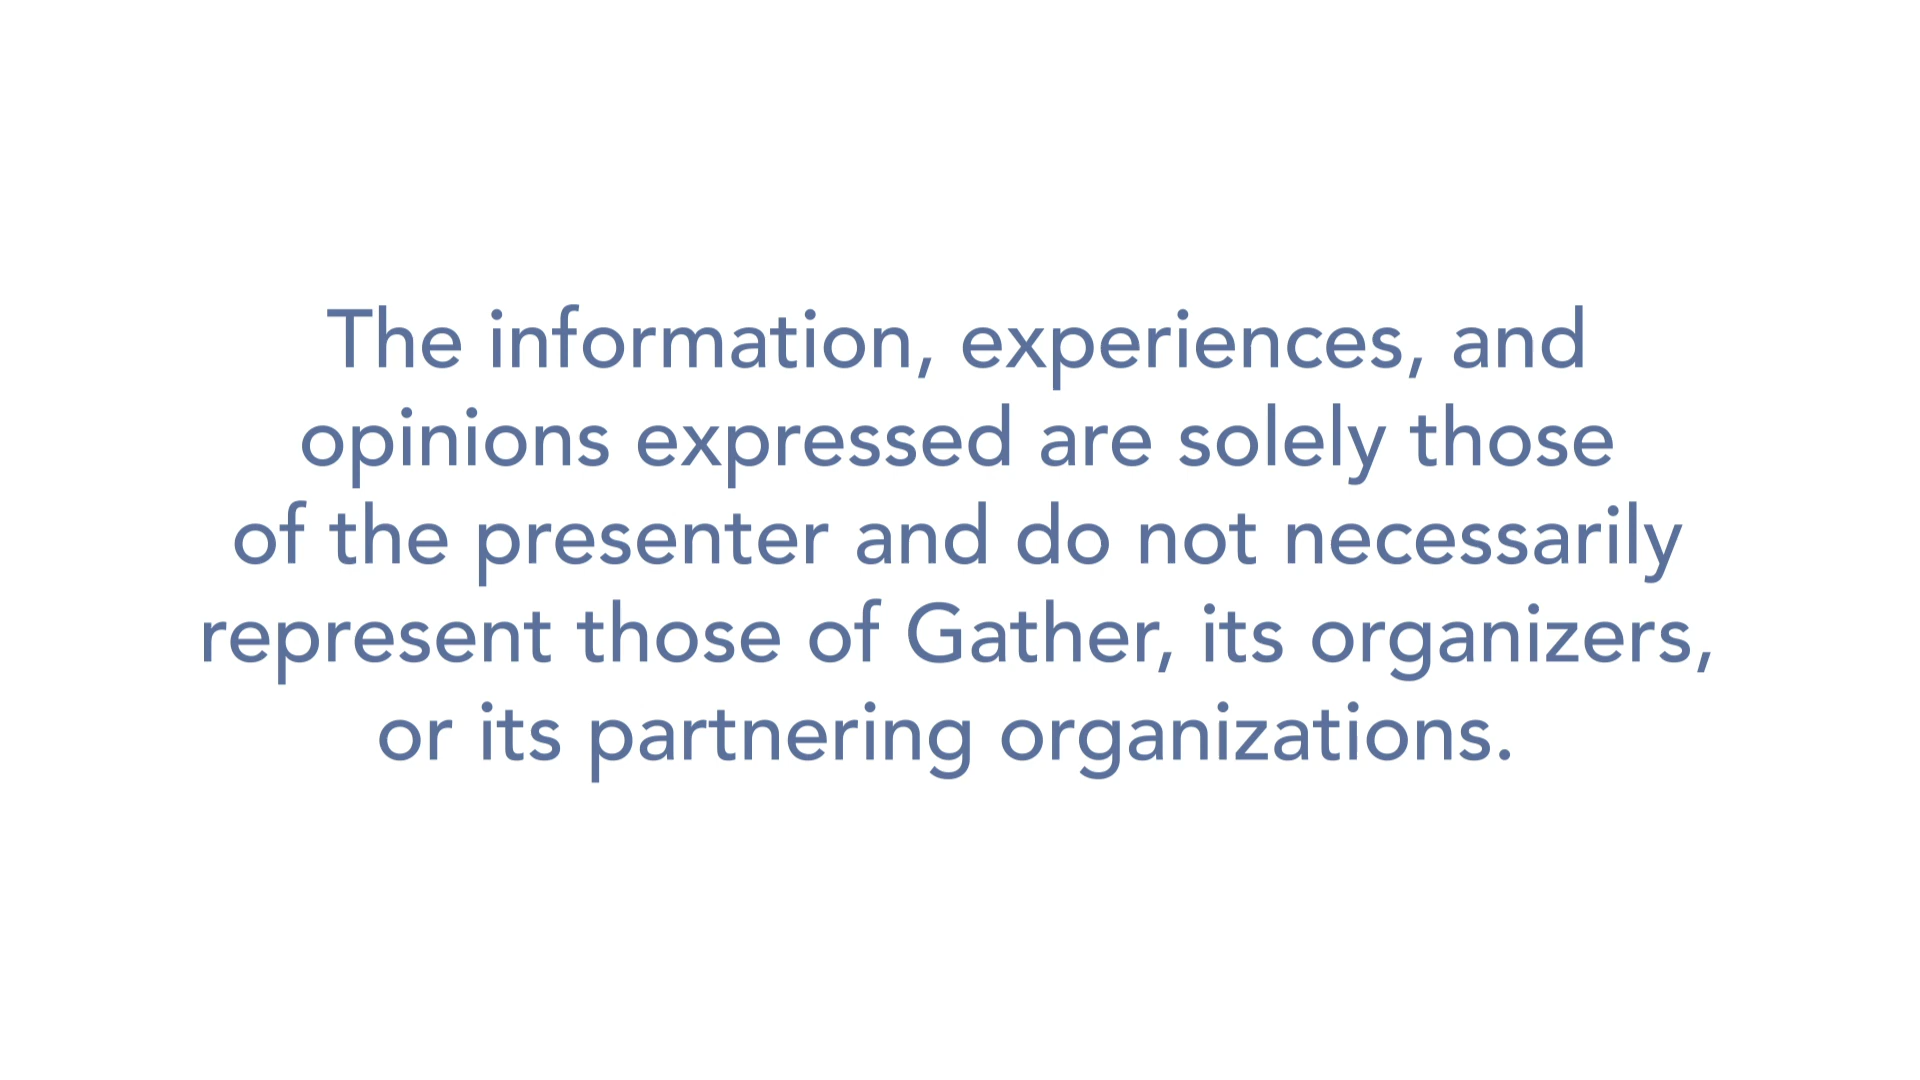 The information, experiences, and
opinions expressed are solely those
of the presenter and do not necessarily
represent those of Gather, its organizers,
or its partnering organizations.